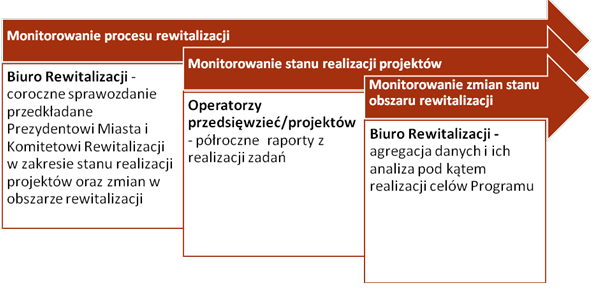 Monitorowanie procesu rewitalizacji
Biuro Rewitalizacji -
coroczne sprawozdanie
przedkładane
Prezydentowi Miasta i
Komitetowi Rewitalizacji
w zakresie stanu realizacji
projektów oraz zmian w
obszarze rewitalizacji
Monitorowanie stanu realizacji projektów
Operatorzy
przedsięwzieć/projektów
- półroczne raporty z
realizacji zadań
Monitorowanie zmian stanu
obszaru rewitalizacji
Biuro Rewitalizacji -
agregacja danych i ich
analiza pod kątem
realizacji celów Programu